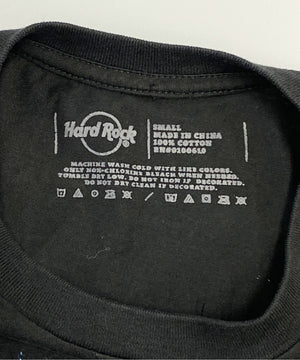 Hard Rock
SMALL
MADE IN CHINA
100% COTTON
MACHINE WASH COLD WITH LIKE COLORS.
ONLY NON-CHLORINE BLEACH WHEN NEEDED.
TUMBLE DRY LOW. DO NOT IRON IF DECORATED.
DO NOT DRY CLEAN IF DECORATED.